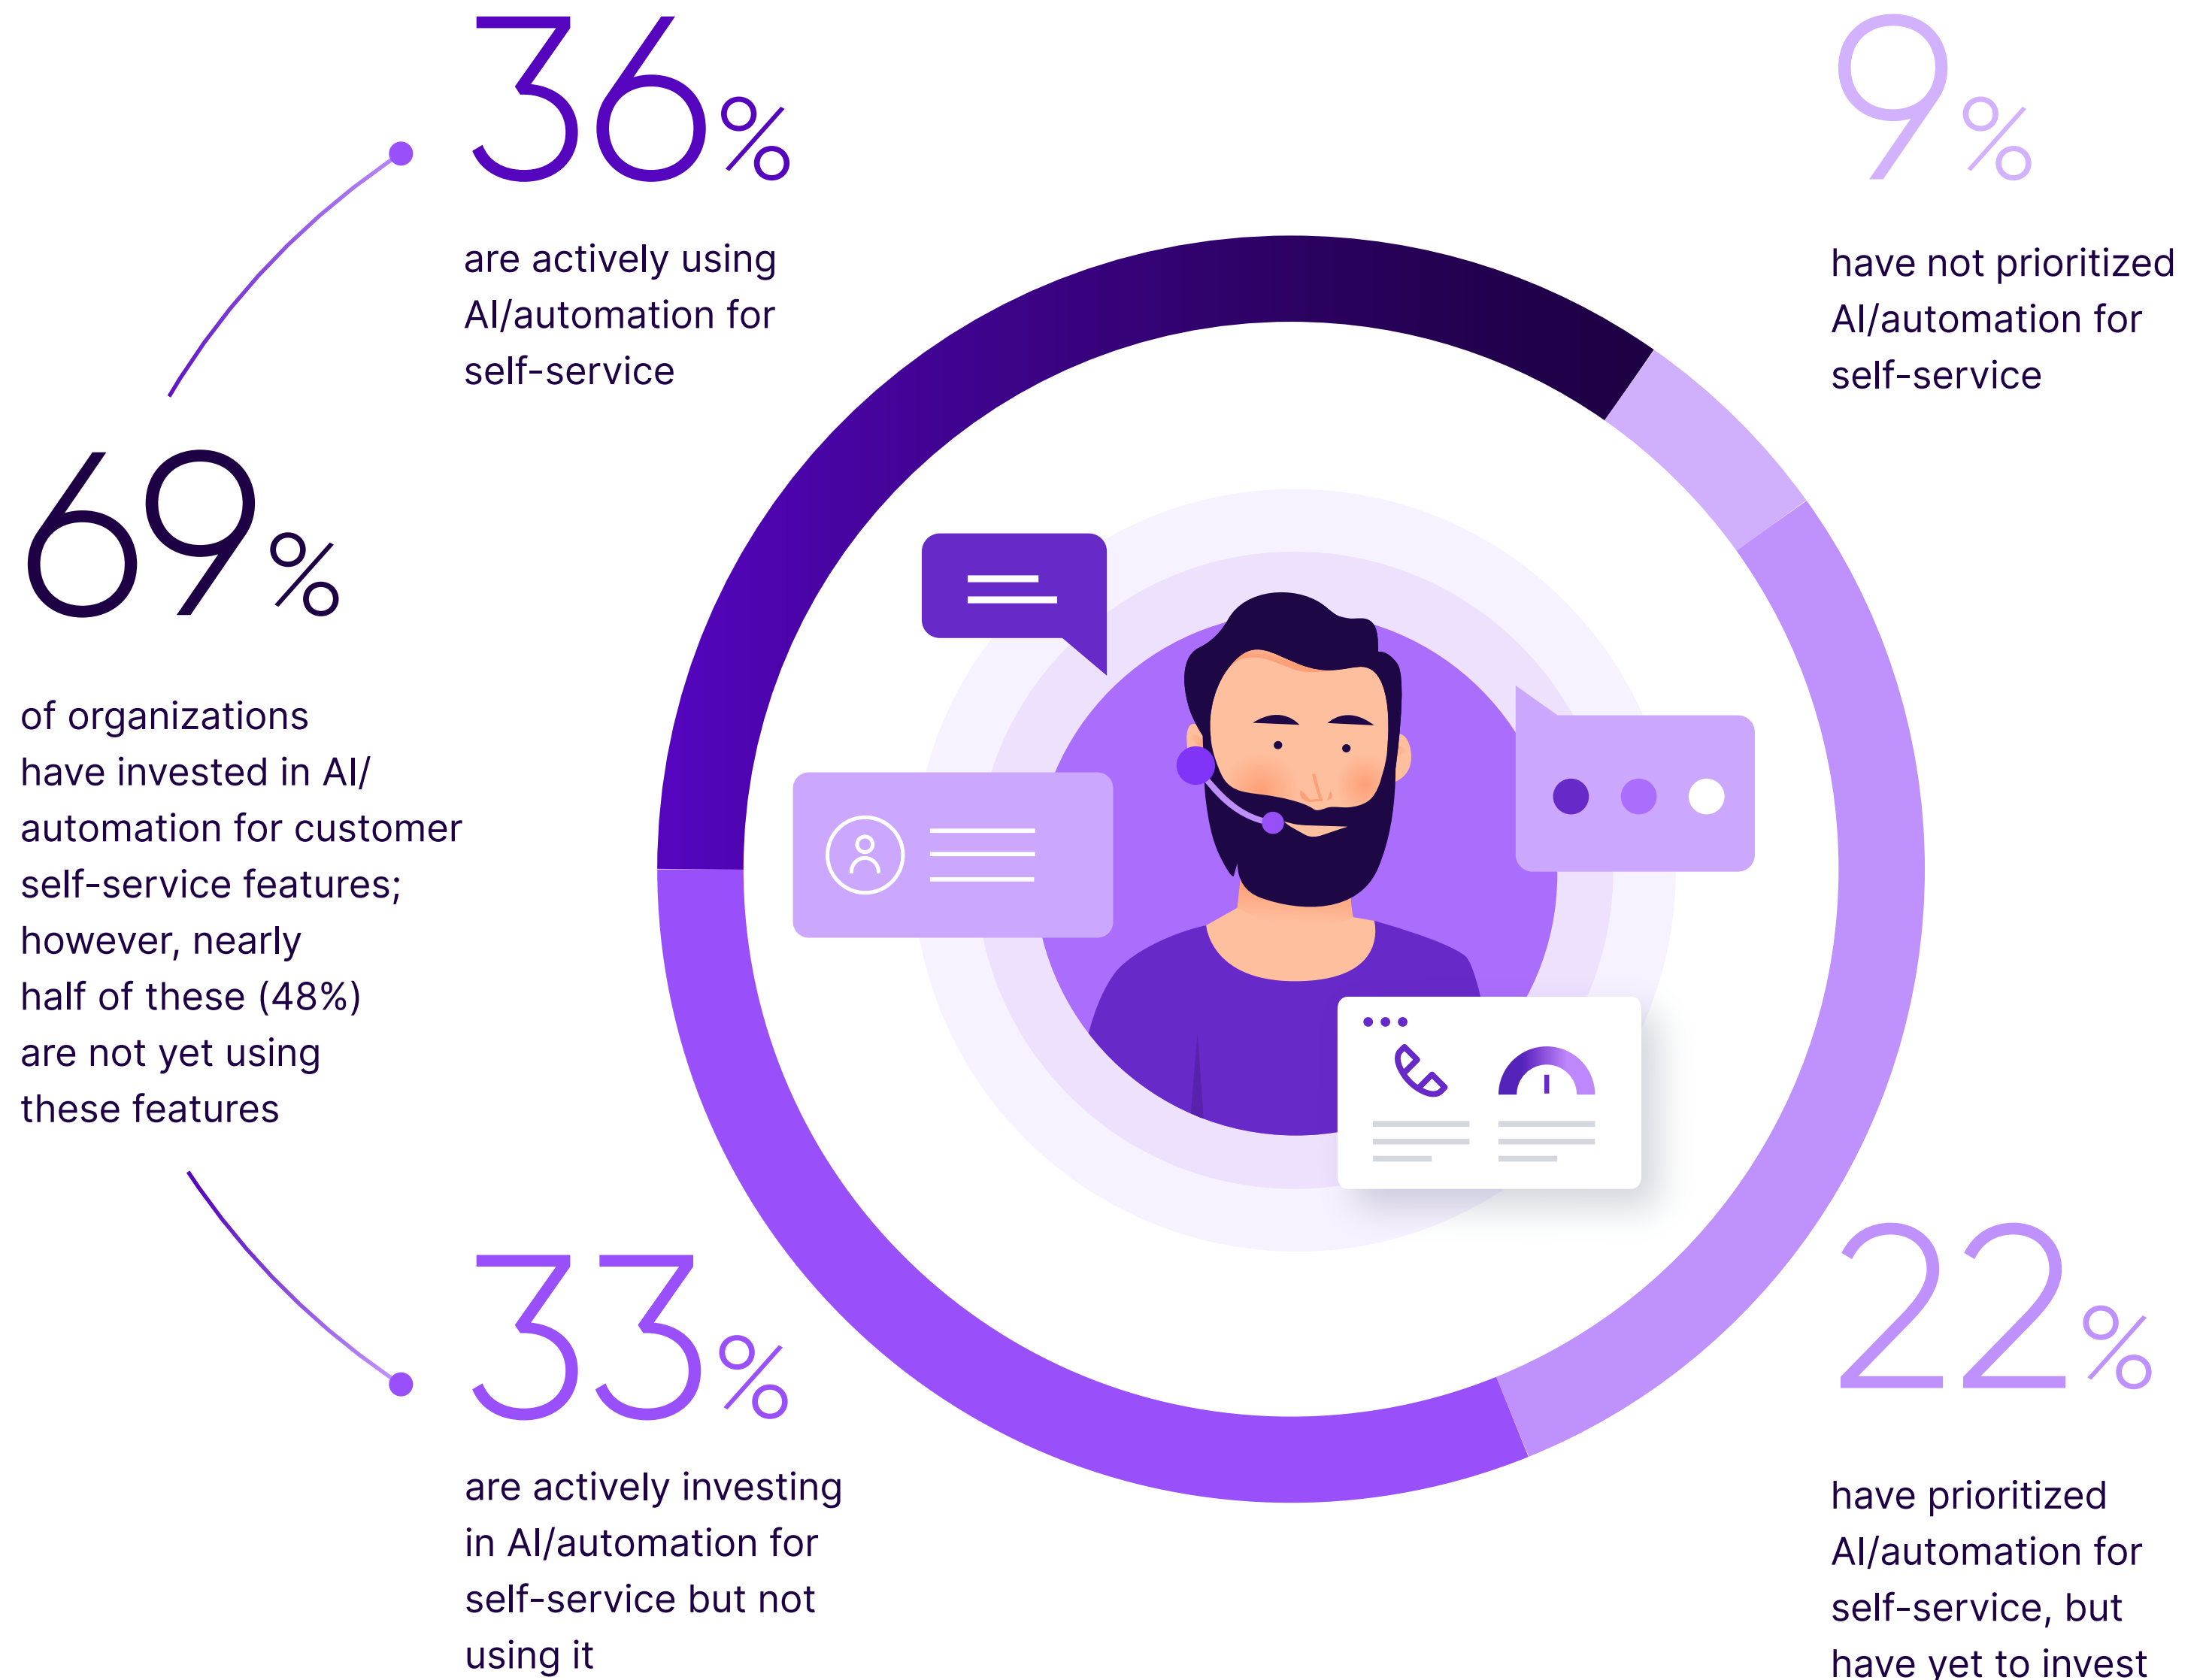 36%
are actively using
AI/automation for
self-service
9%
have not prioritized
AI/automation for
self-service
69%
of organizations
have invested in AI/
automation for customer
self-service features;
however, nearly
half of these (48%)
are not yet using
these features
33%
are actively investing
in AI/automation for
self-service but not
using it
22%
have prioritized
AI/automation for
self-service, but
have yet to invest